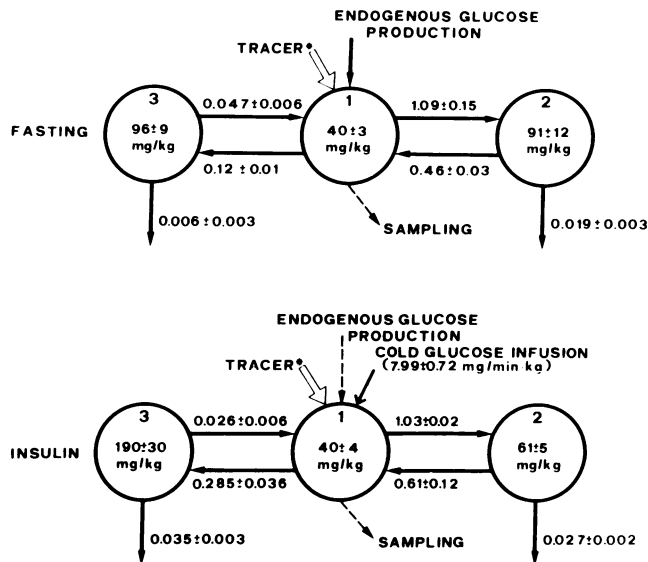 ENDOGENOUS GLUCOSE
PRODUCTION
TRACER
FASTING
3
96±9
mg/kg
0.047±0.006
0.12 ±0.01
1
40±3
mg/kg
1.09±0.15
0.46±0.03
2
91±12
mg/kg
0.006±0.003
SAMPLING
0.019±0.003
ENDOGENOUS GLUCOSE
PRODUCTION
COLD GLUCOSE INFUSION
(7.99±0.72 mg/min kg)
TRACER
INSULIN
3
190±30
mg/kg
0.026±0.006
0.285±0.036
1
40±4
mg/kg
1.03±0.02
0.61±0.12
2
61±5
mg/kg
0.035±0.003
SAMPLING
0.027±0.002